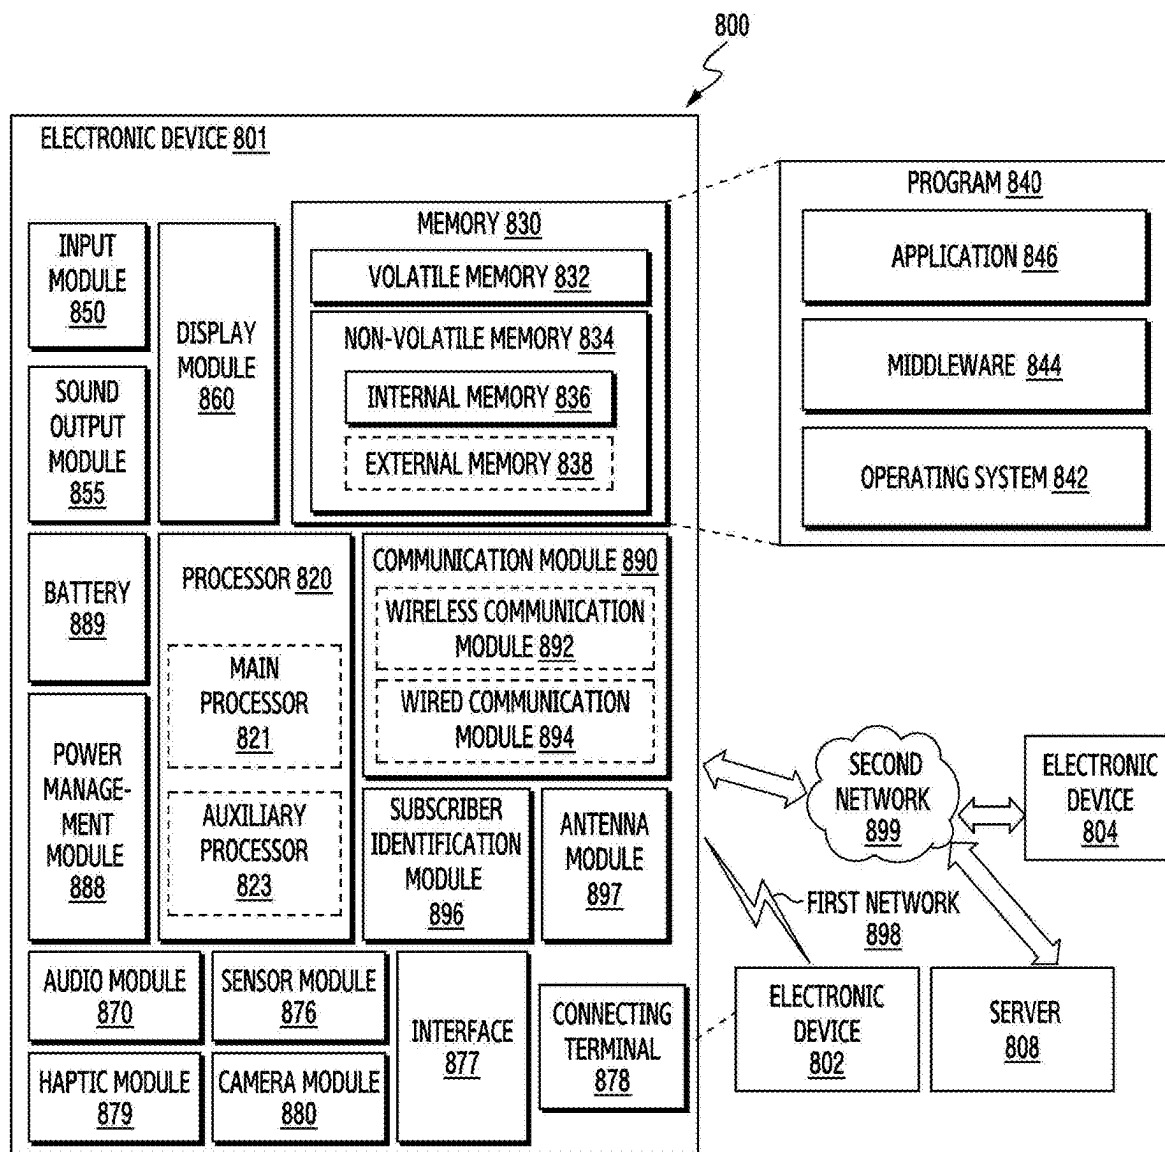 800
ELECTRONIC DEVICE 801
INPUT
MODULE
850
SOUND
OUTPUT
MODULE
855
DISPLAY
MODULE
860
MEMORY 830
VOLATILE MEMORY 832
NON-VOLATILE MEMORY 834
INTERNAL MEMORY 836
EXTERNAL MEMORY 838
PROGRAM 840
APPLICATION 846
MIDDLEWARE 844
OPERATING SYSTEM 842
BATTERY
889
POWER
MANAGE-
MENT
MODULE
888
PROCESSOR 820
MAIN
PROCESSOR
821
AUXILIARY
PROCESSOR
823
COMMUNICATION MODULE 890
WIRELESS COMMUNICATION
MODULE 892
WIRED COMMUNICATION
MODULE 894
SUBSCRIBER
IDENTIFICATION
MODULE
896
ANTENNA
MODULE
897
SECOND
NETWORK
899
ELECTRONIC
DEVICE
804
FIRST NETWORK
898
AUDIO MODULE
870
SENSOR MODULE
876
INTERFACE
877
CONNECTING
TERMINAL
878
ELECTRONIC
DEVICE
802
SERVER
808
HAPTIC MODULE
879
CAMERA MODULE
880